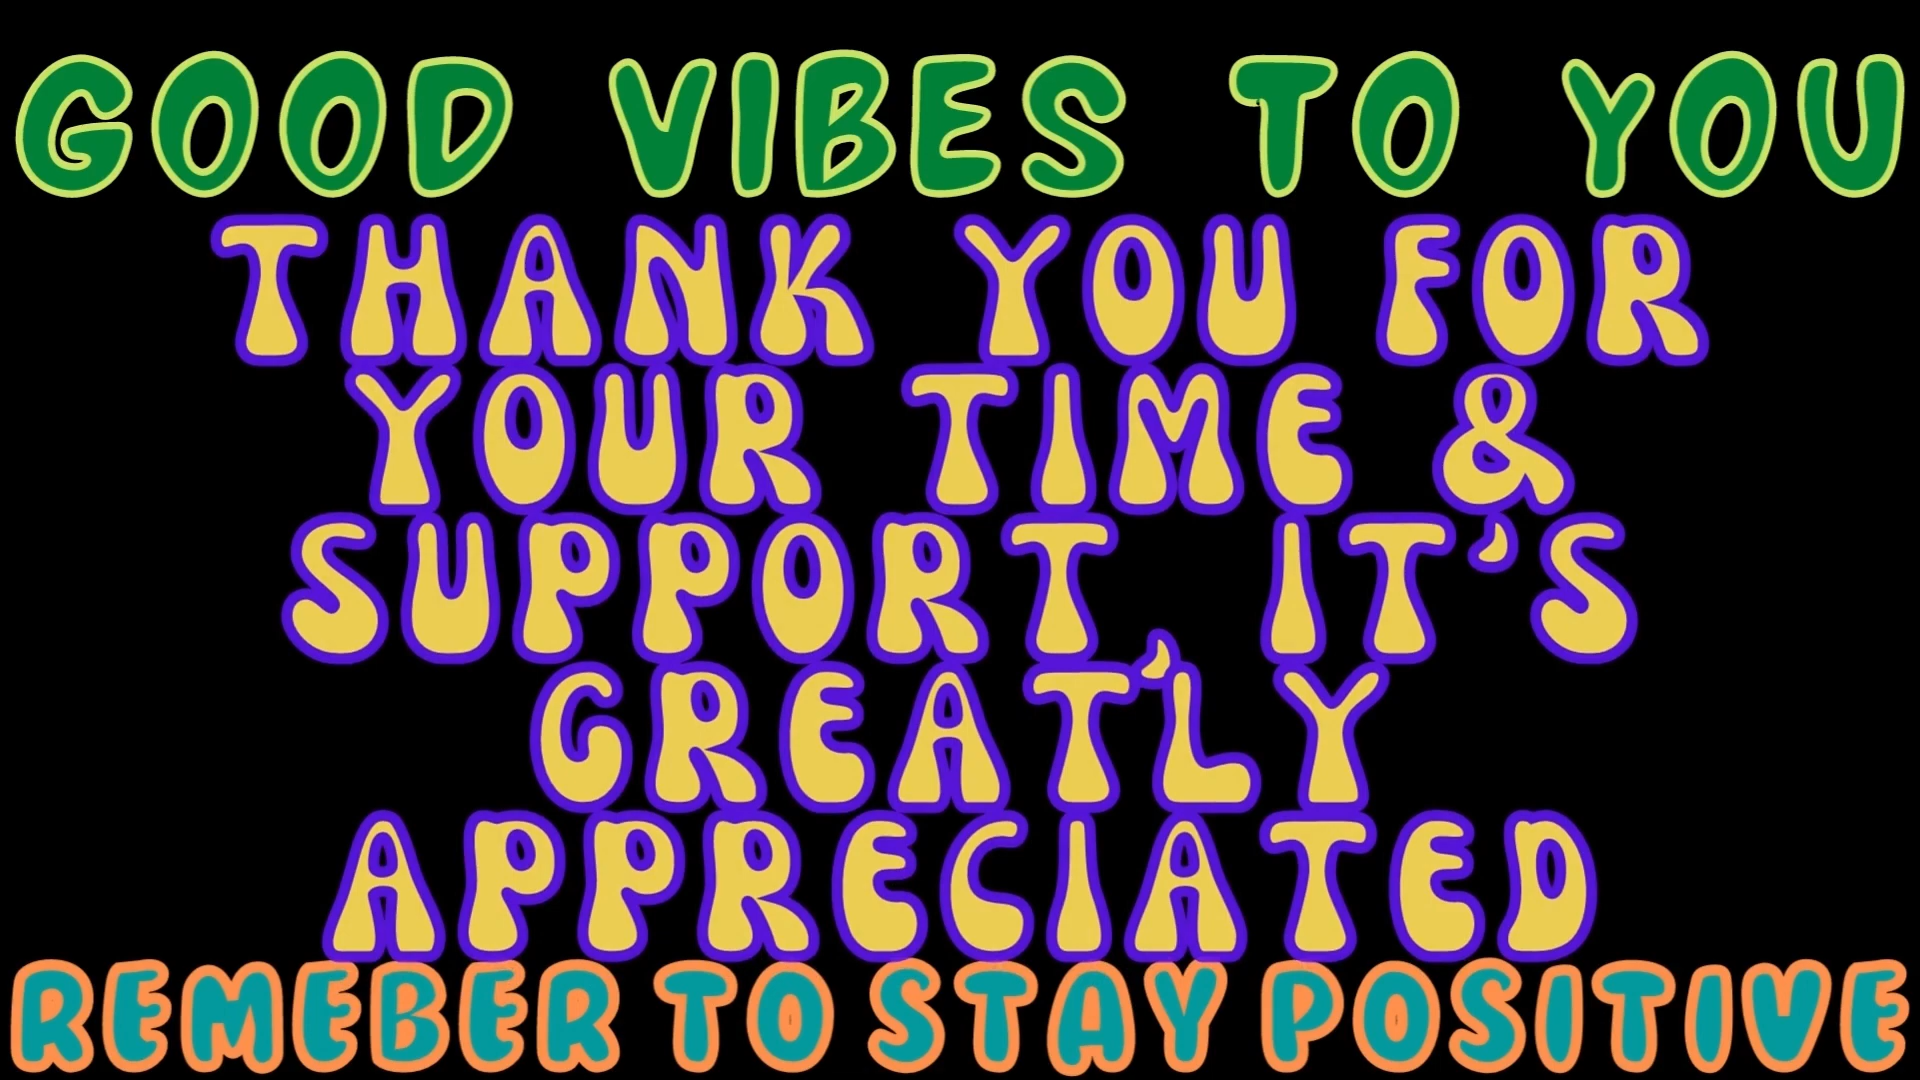 GOOD VIBES TO YOU
THANK YOU FOR
YOUR TIME &
SUPPORT, IT'S
GREATLY
APPRECIATED
REMEBER TO STAY POSITIVE